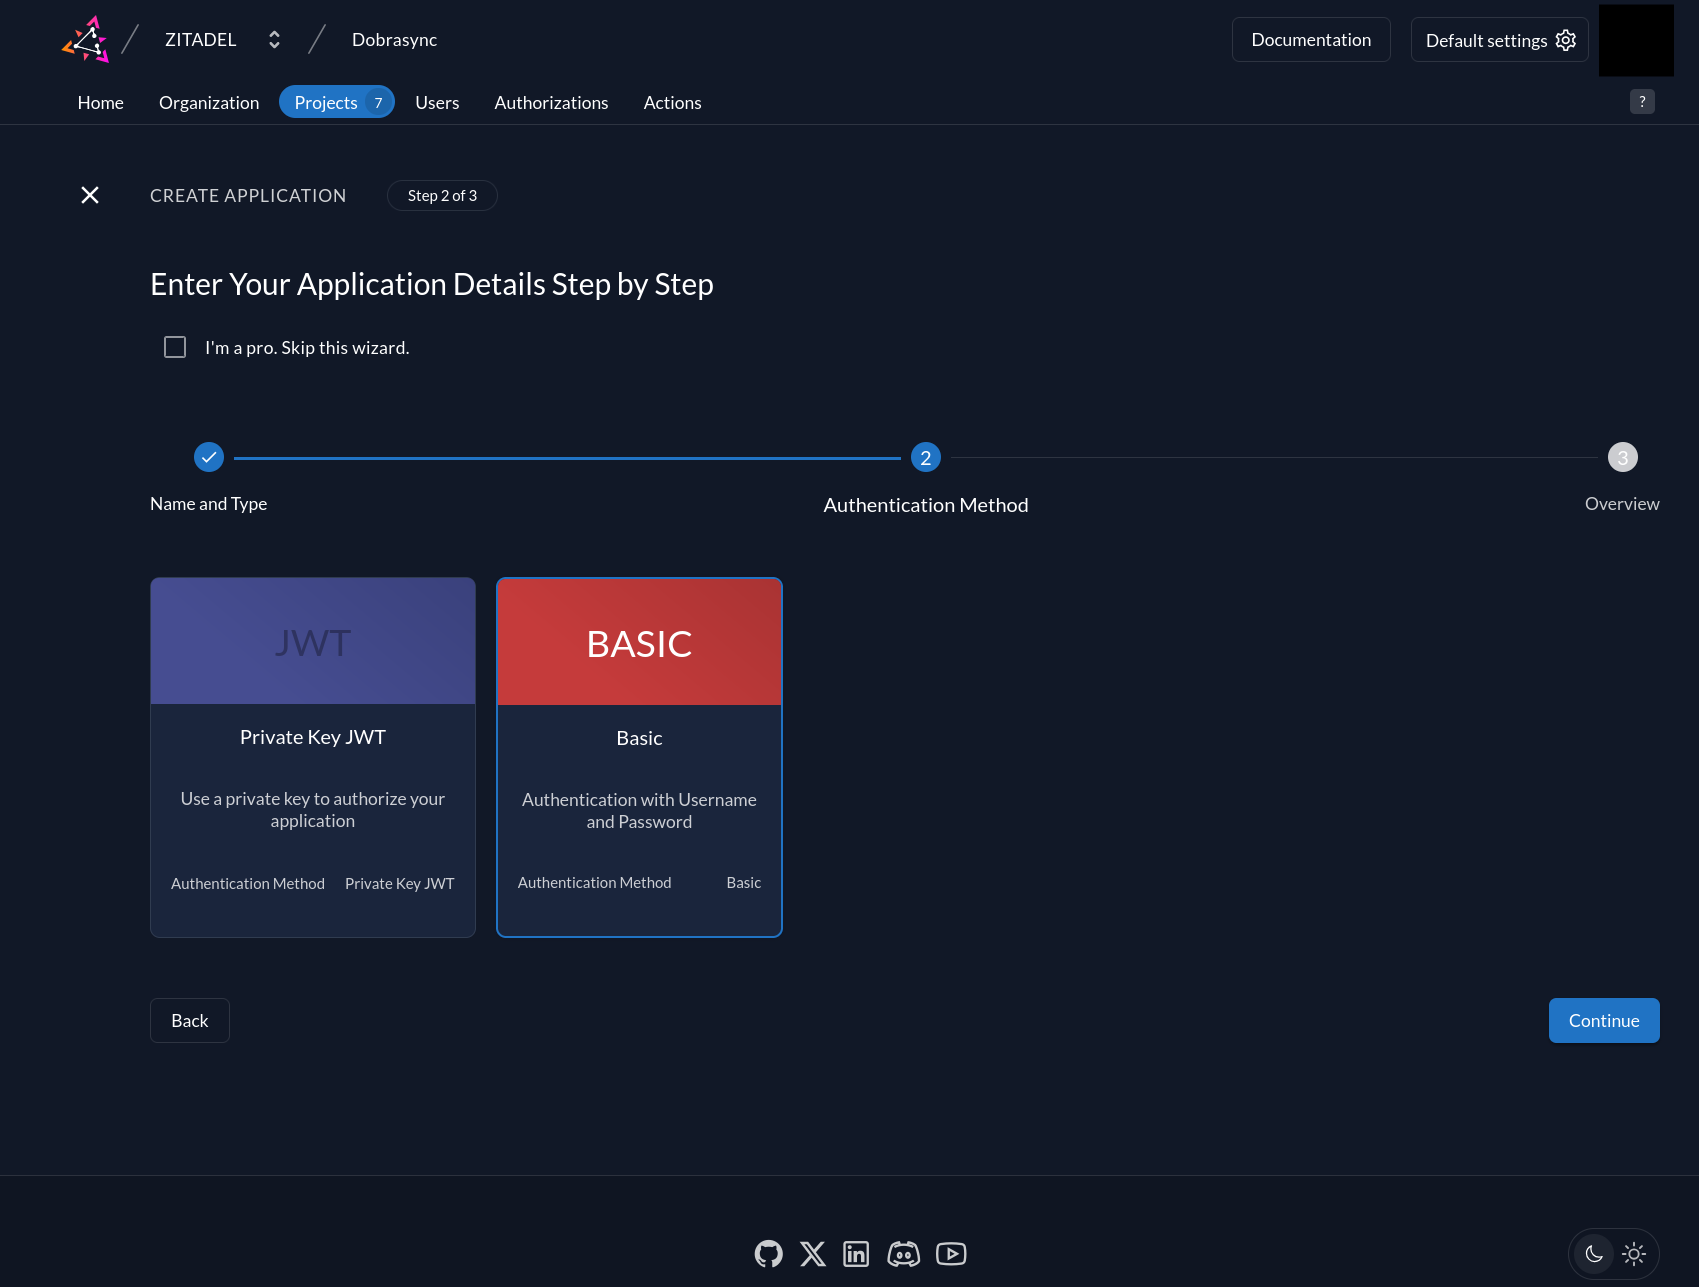 ZITADEL
Dobrasync
Documentation
Default settings
Home
Organization
Projects 7
Users
Authorizations
Actions
?
CREATE APPLICATION
Step 2 of 3
Enter Your Application Details Step by Step
I'm a pro. Skip this wizard.
2
3
Name and Type
Authentication Method
Overview
JWT
Private Key JWT
Use a private key to authorize your
application
Authentication Method Private Key JWT
BASIC
Basic
Authentication with Username
and Password
Authentication Method Basic
Back
Continue